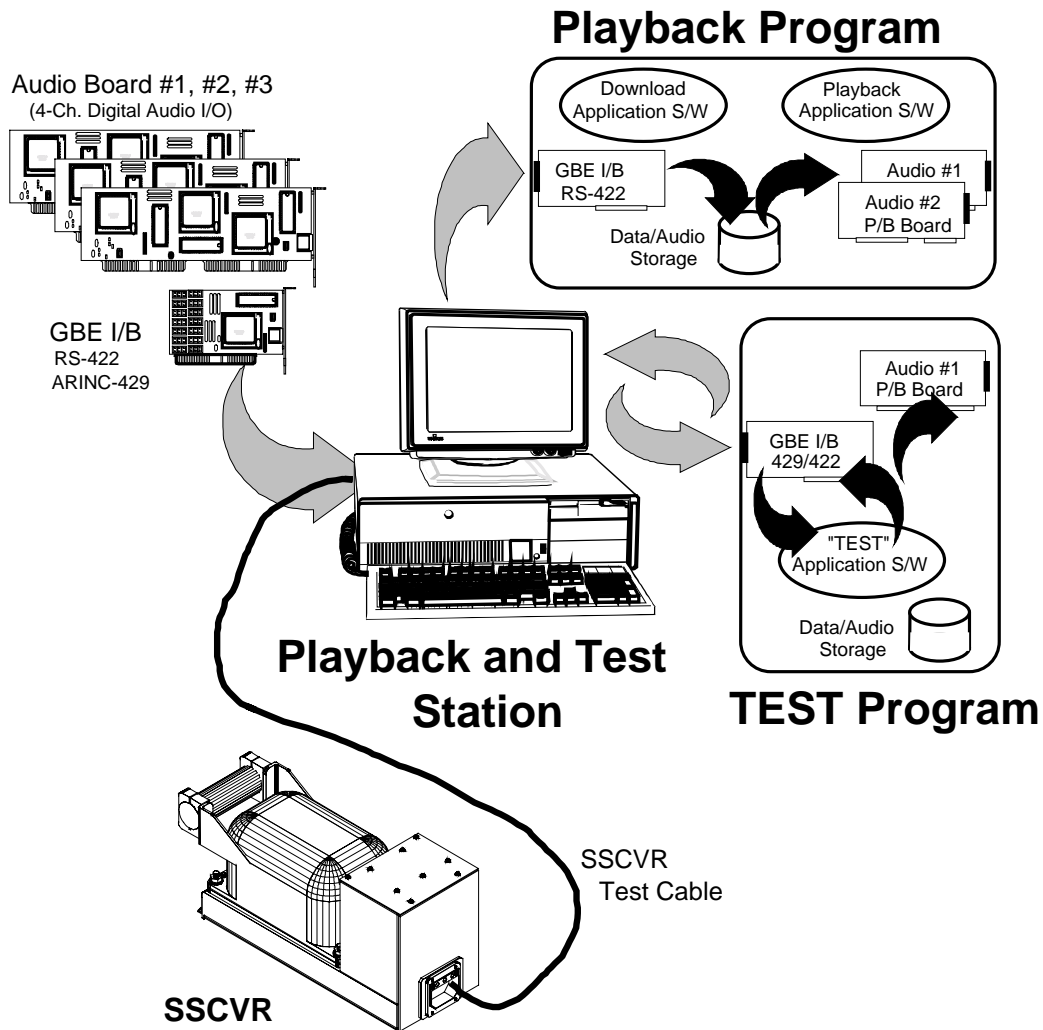 Playback Program
Audio Board #1, #2, #3
(4-Ch. Digital Audio I/O)
Download
Application S/W
Playback
Application S/W
GBE I/B
RS-422
Audio #1
Audio #2
P/B Board
Data/Audio
Storage
GBE I/B
RS-422
ARINC-429
Audio #1
P/B Board
GBE I/B
429/422
"TEST"
Application S/W
Data/Audio
Storage
Playback and Test
Station
TEST Program
SSCVR
Test Cable
SSCVR